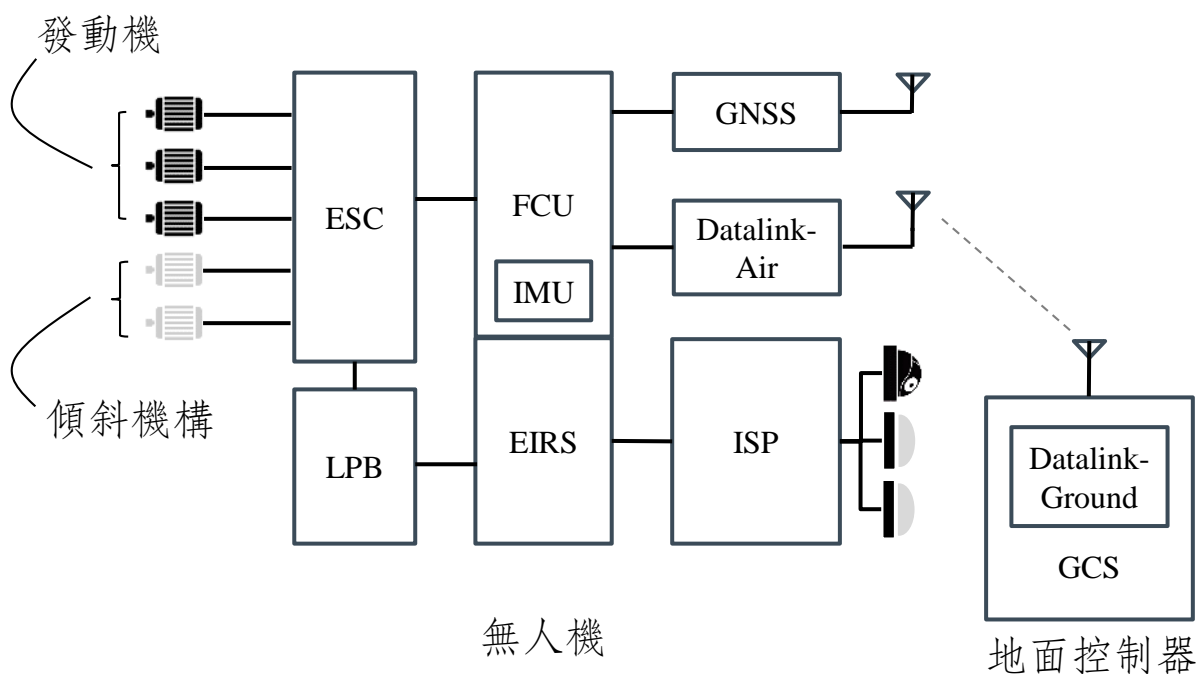 發動機
GNSS
ESC
FCU
Datalink-
Air
IMU
傾斜機構
LPB
EIRS
ISP
Datalink-
Ground
GCS
無人機
地面控制器